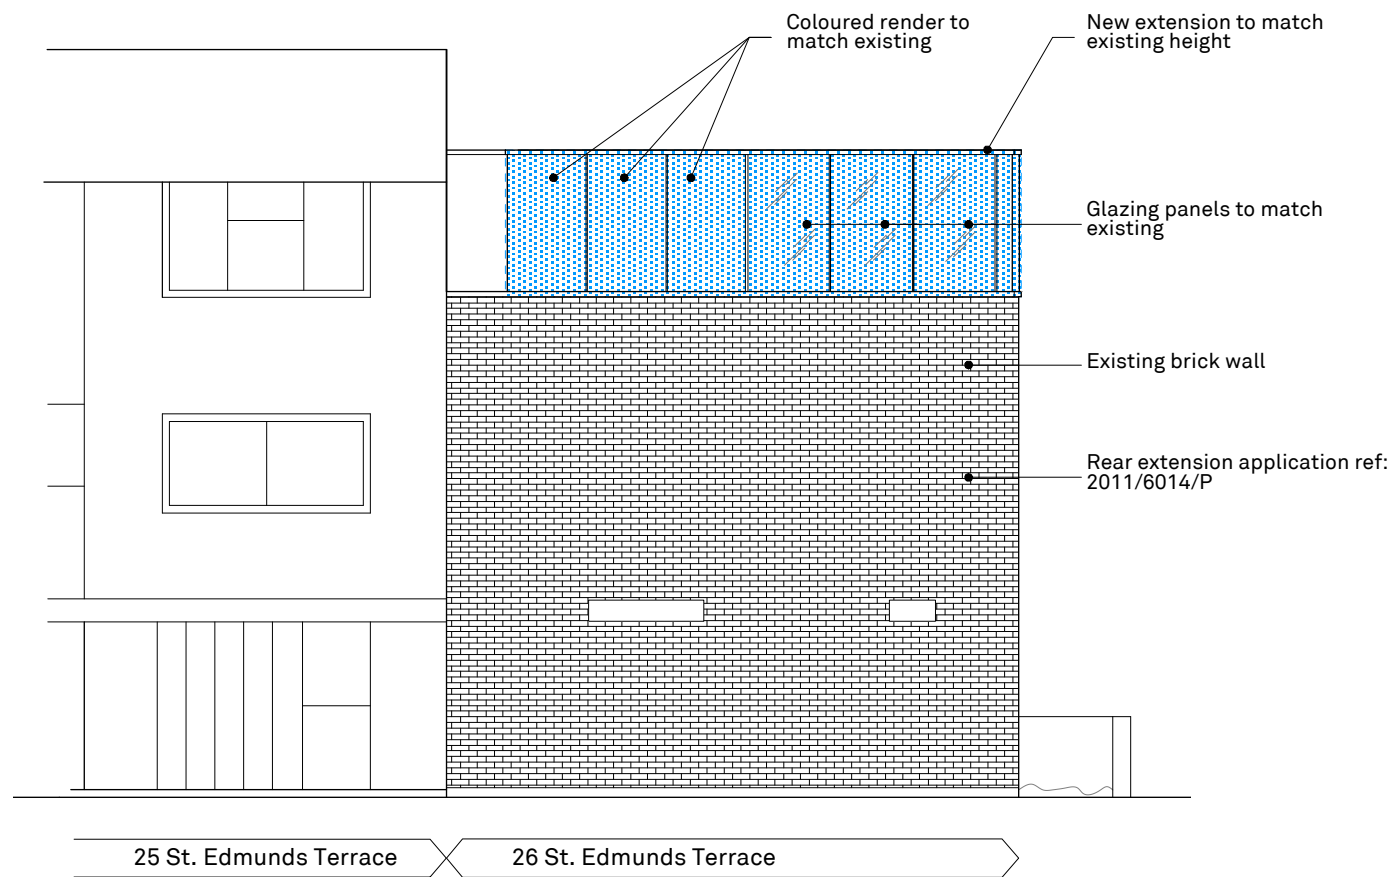 Coloured render to
match existing
New extension to match
existing height
Glazing panels to match
existing
Existing brick wall
Rear extension application ref:
2011/6014/P
25 St. Edmunds Terrace
26 St. Edmunds Terrace